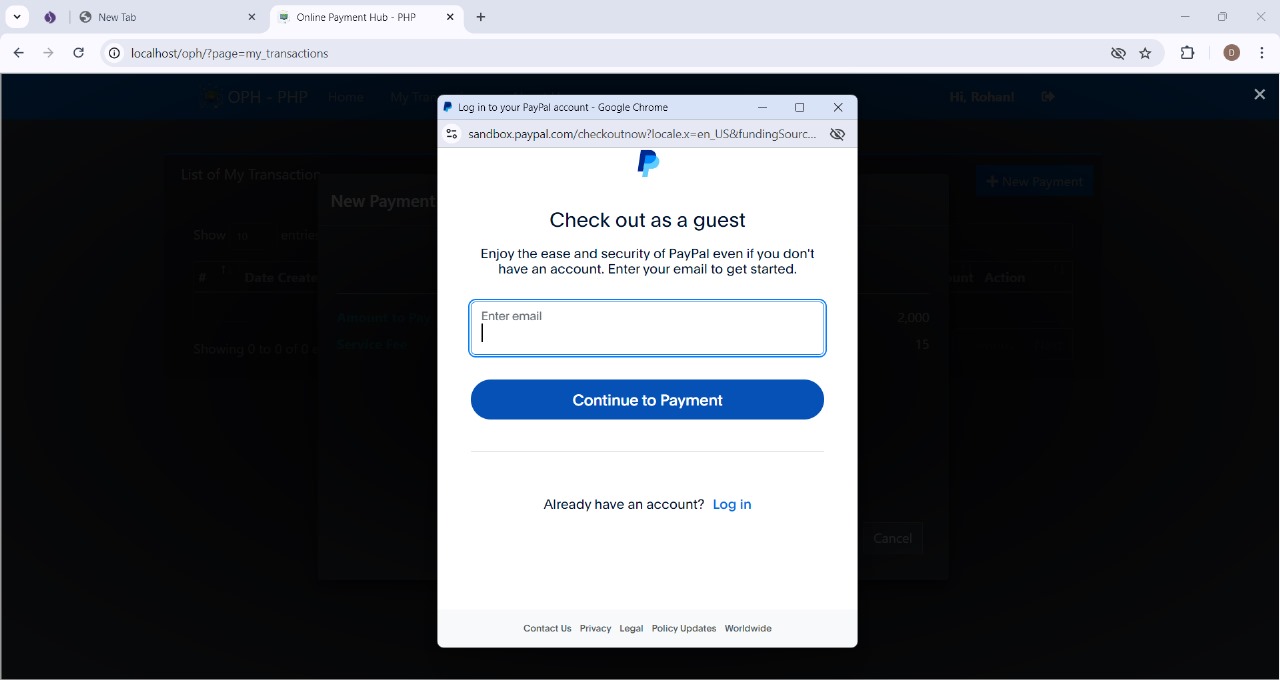 New Tab
Online Payment Hub - PHP
localhost/oph/?page=my_transactions
D
OPH - PHP Home My Tra
Hi, Rohan!
Log in to your PayPal account - Google Chrome
sandbox.paypal.com/checkoutnow?locale.x=en_US&fundingSourc...
List of My Transaction
New Payment
New Payment
Show 10 entries
# Date Create
unt Action
Amount to Pay 2,000
Service Fee 15
Showing 0 to 0 of 0 e
Check out as a guest
Enjoy the ease and security of PayPal even if you don't
have an account. Enter your email to get started.
Enter email
Continue to Payment
Already have an account? Log in
Cancel
Contact Us Privacy Legal Policy Updates Worldwide